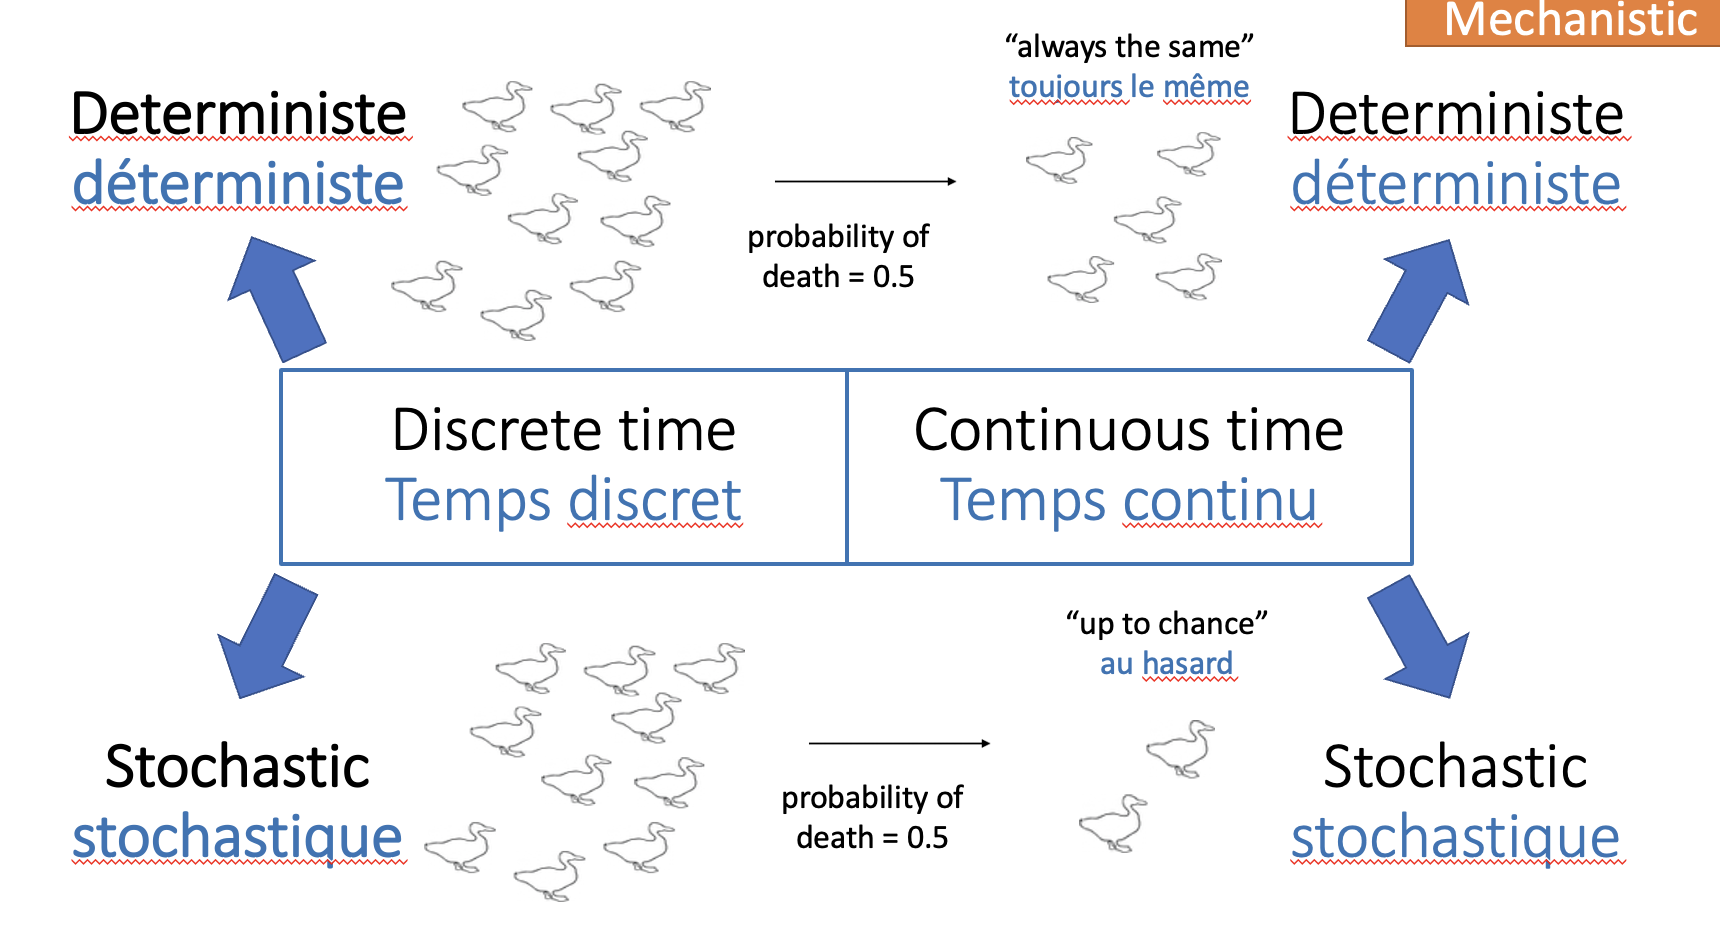 Mechanistic
“always the same”
toujours le même
Deterministe
déterministe
Deterministe
déterministe
probability of
death = 0.5
Discrete time
Temps discret
Continuous time
Temps continu
“up to chance”
au hasard
Stochastic
stochastique
probability of
death = 0.5
Stochastic
stochastique